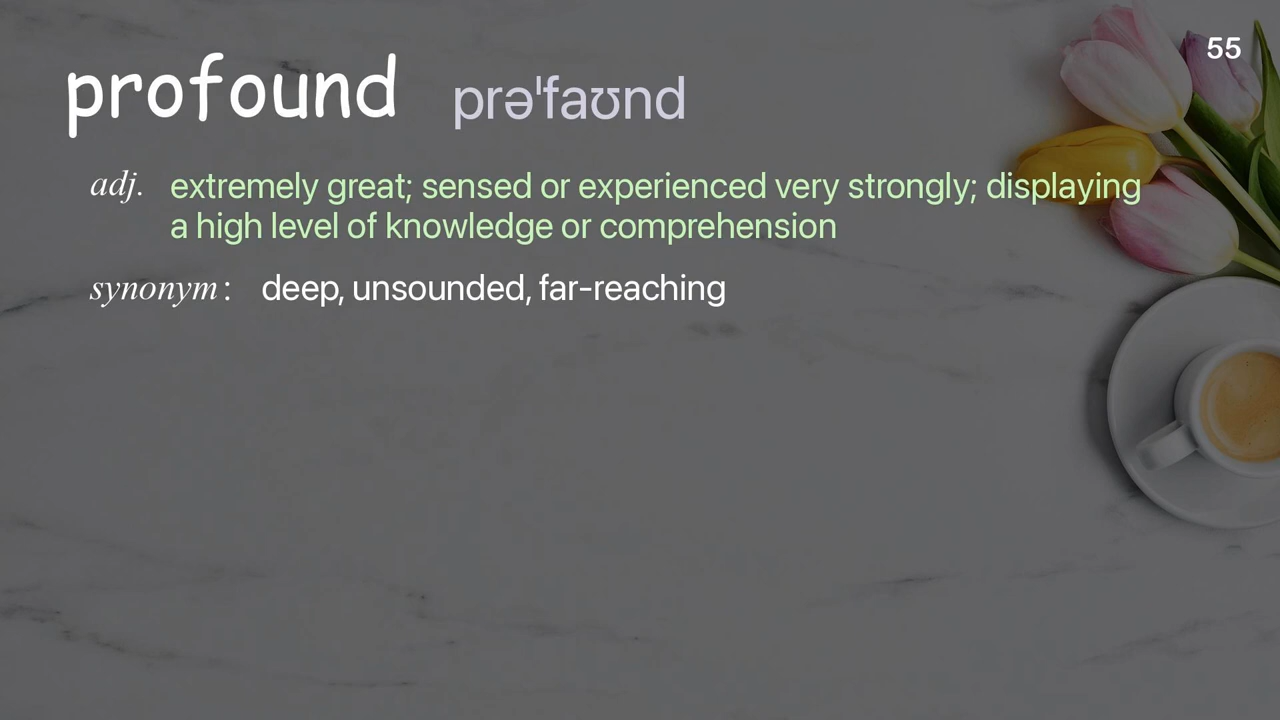 55
profound prəˈfaʊnd
adj. extremely great; sensed or experienced very strongly; displaying
a high level of knowledge or comprehension
synonym: deep, unsounded, far-reaching